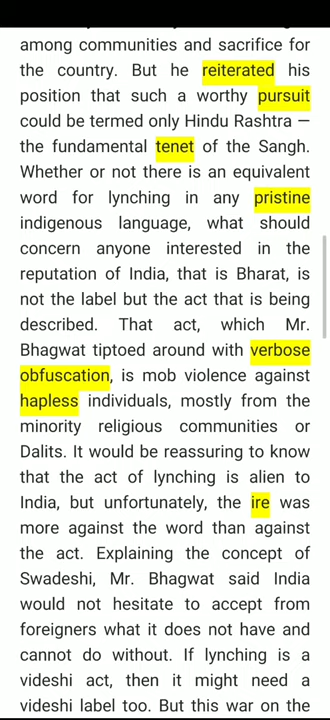 among communities and sacrifice for
the country. But he reiterated his
position that such a worthy pursuit
could be termed only Hindu Rashtra —
the fundamental tenet of the Sangh.
Whether or not there is an equivalent
word for lynching in any pristine
indigenous language, what should
concern anyone interested in the
reputation of India, that is Bharat, is
not the label but the act that is being
described. That act, which Mr.
Bhagwat tiptoed around with verbose
obfuscation, is mob violence against
hapless individuals, mostly from the
minority religious communities or
Dalits. It would be reassuring to know
that the act of lynching is alien to
India, but unfortunately, the ire was
more against the word than against
the act. Explaining the concept of
Swadeshi, Mr. Bhagwat said India
would not hesitate to accept from
foreigners what it does not have and
cannot do without. If lynching is a
videshi act, then it might need a
videshi label too. But this war on the